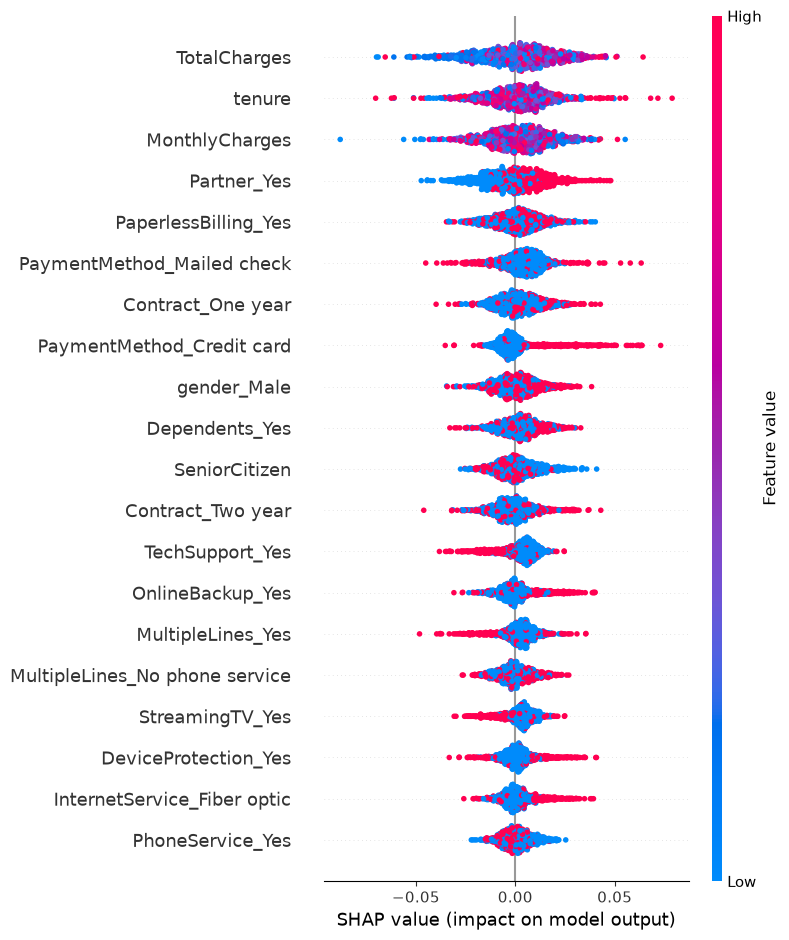 High
TotalCharges
tenure
MonthlyCharges
Partner_Yes
PaperlessBilling_Yes
PaymentMethod_Mailed check
Contract_One year
PaymentMethod_Credit card
gender_Male
Dependents_Yes
SeniorCitizen
Contract_Two year
TechSupport_Yes
OnlineBackup_Yes
MultipleLines_Yes
MultipleLines_No phone service
StreamingTV_Yes
DeviceProtection_Yes
InternetService_Fiber optic
PhoneService_Yes
Feature value
Low
−0.05 0.00 0.05
SHAP value (impact on model output)